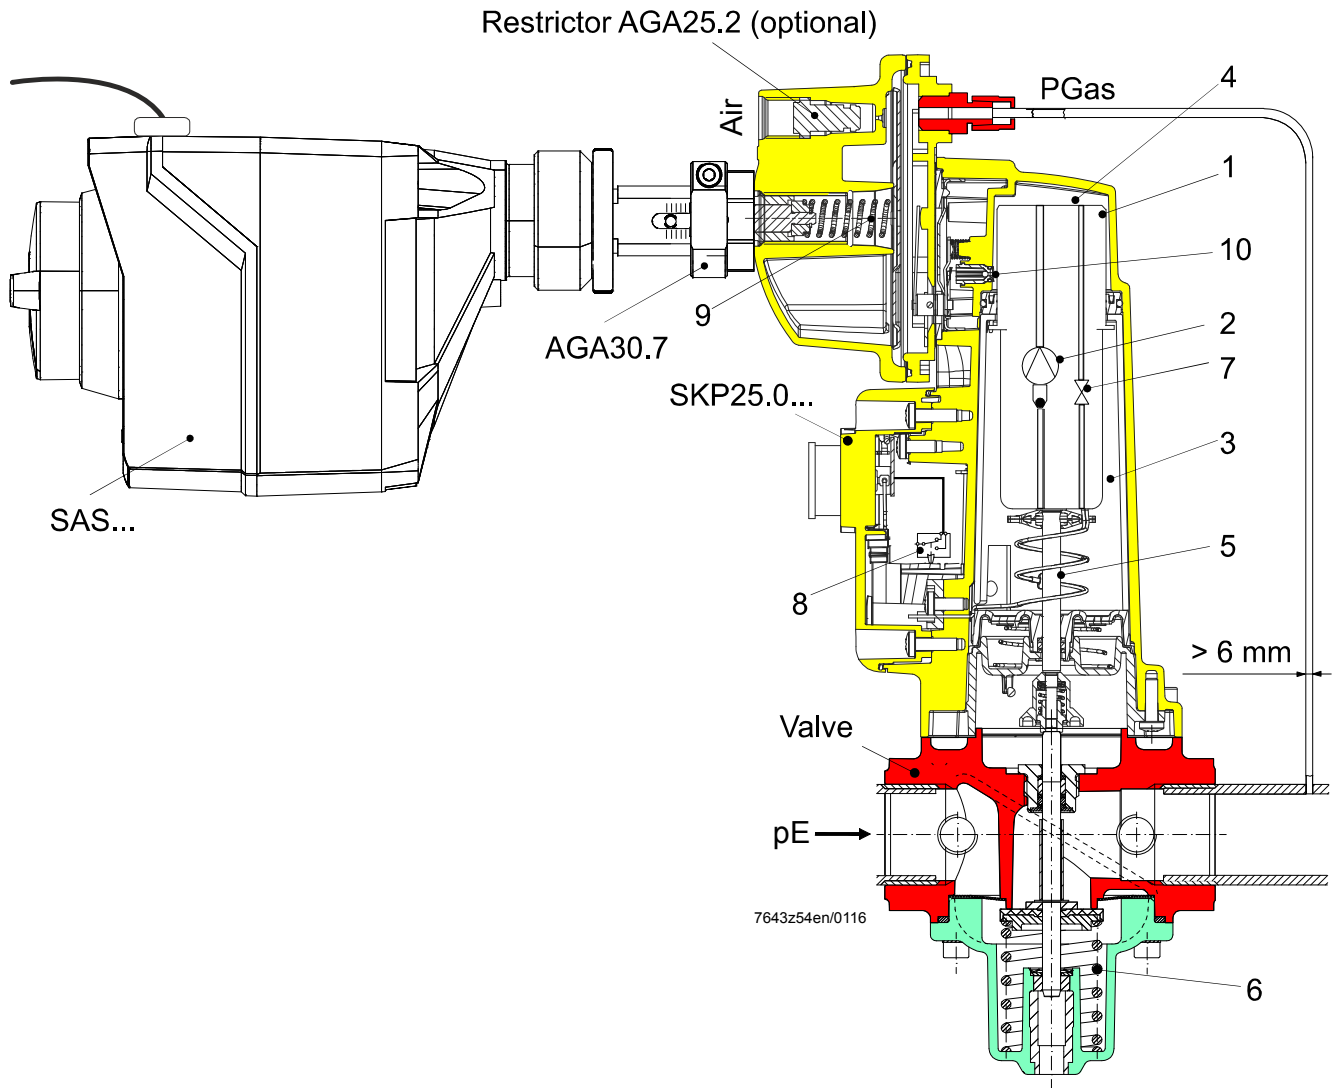 Restrictor AGA25.2 (optional)
Air
PGas
4
1
10
9
AGA30.7
2
7
SKP25.0...
3
SAS...
5
8
> 6 mm
Valve
pE
7643z54en/0116
6